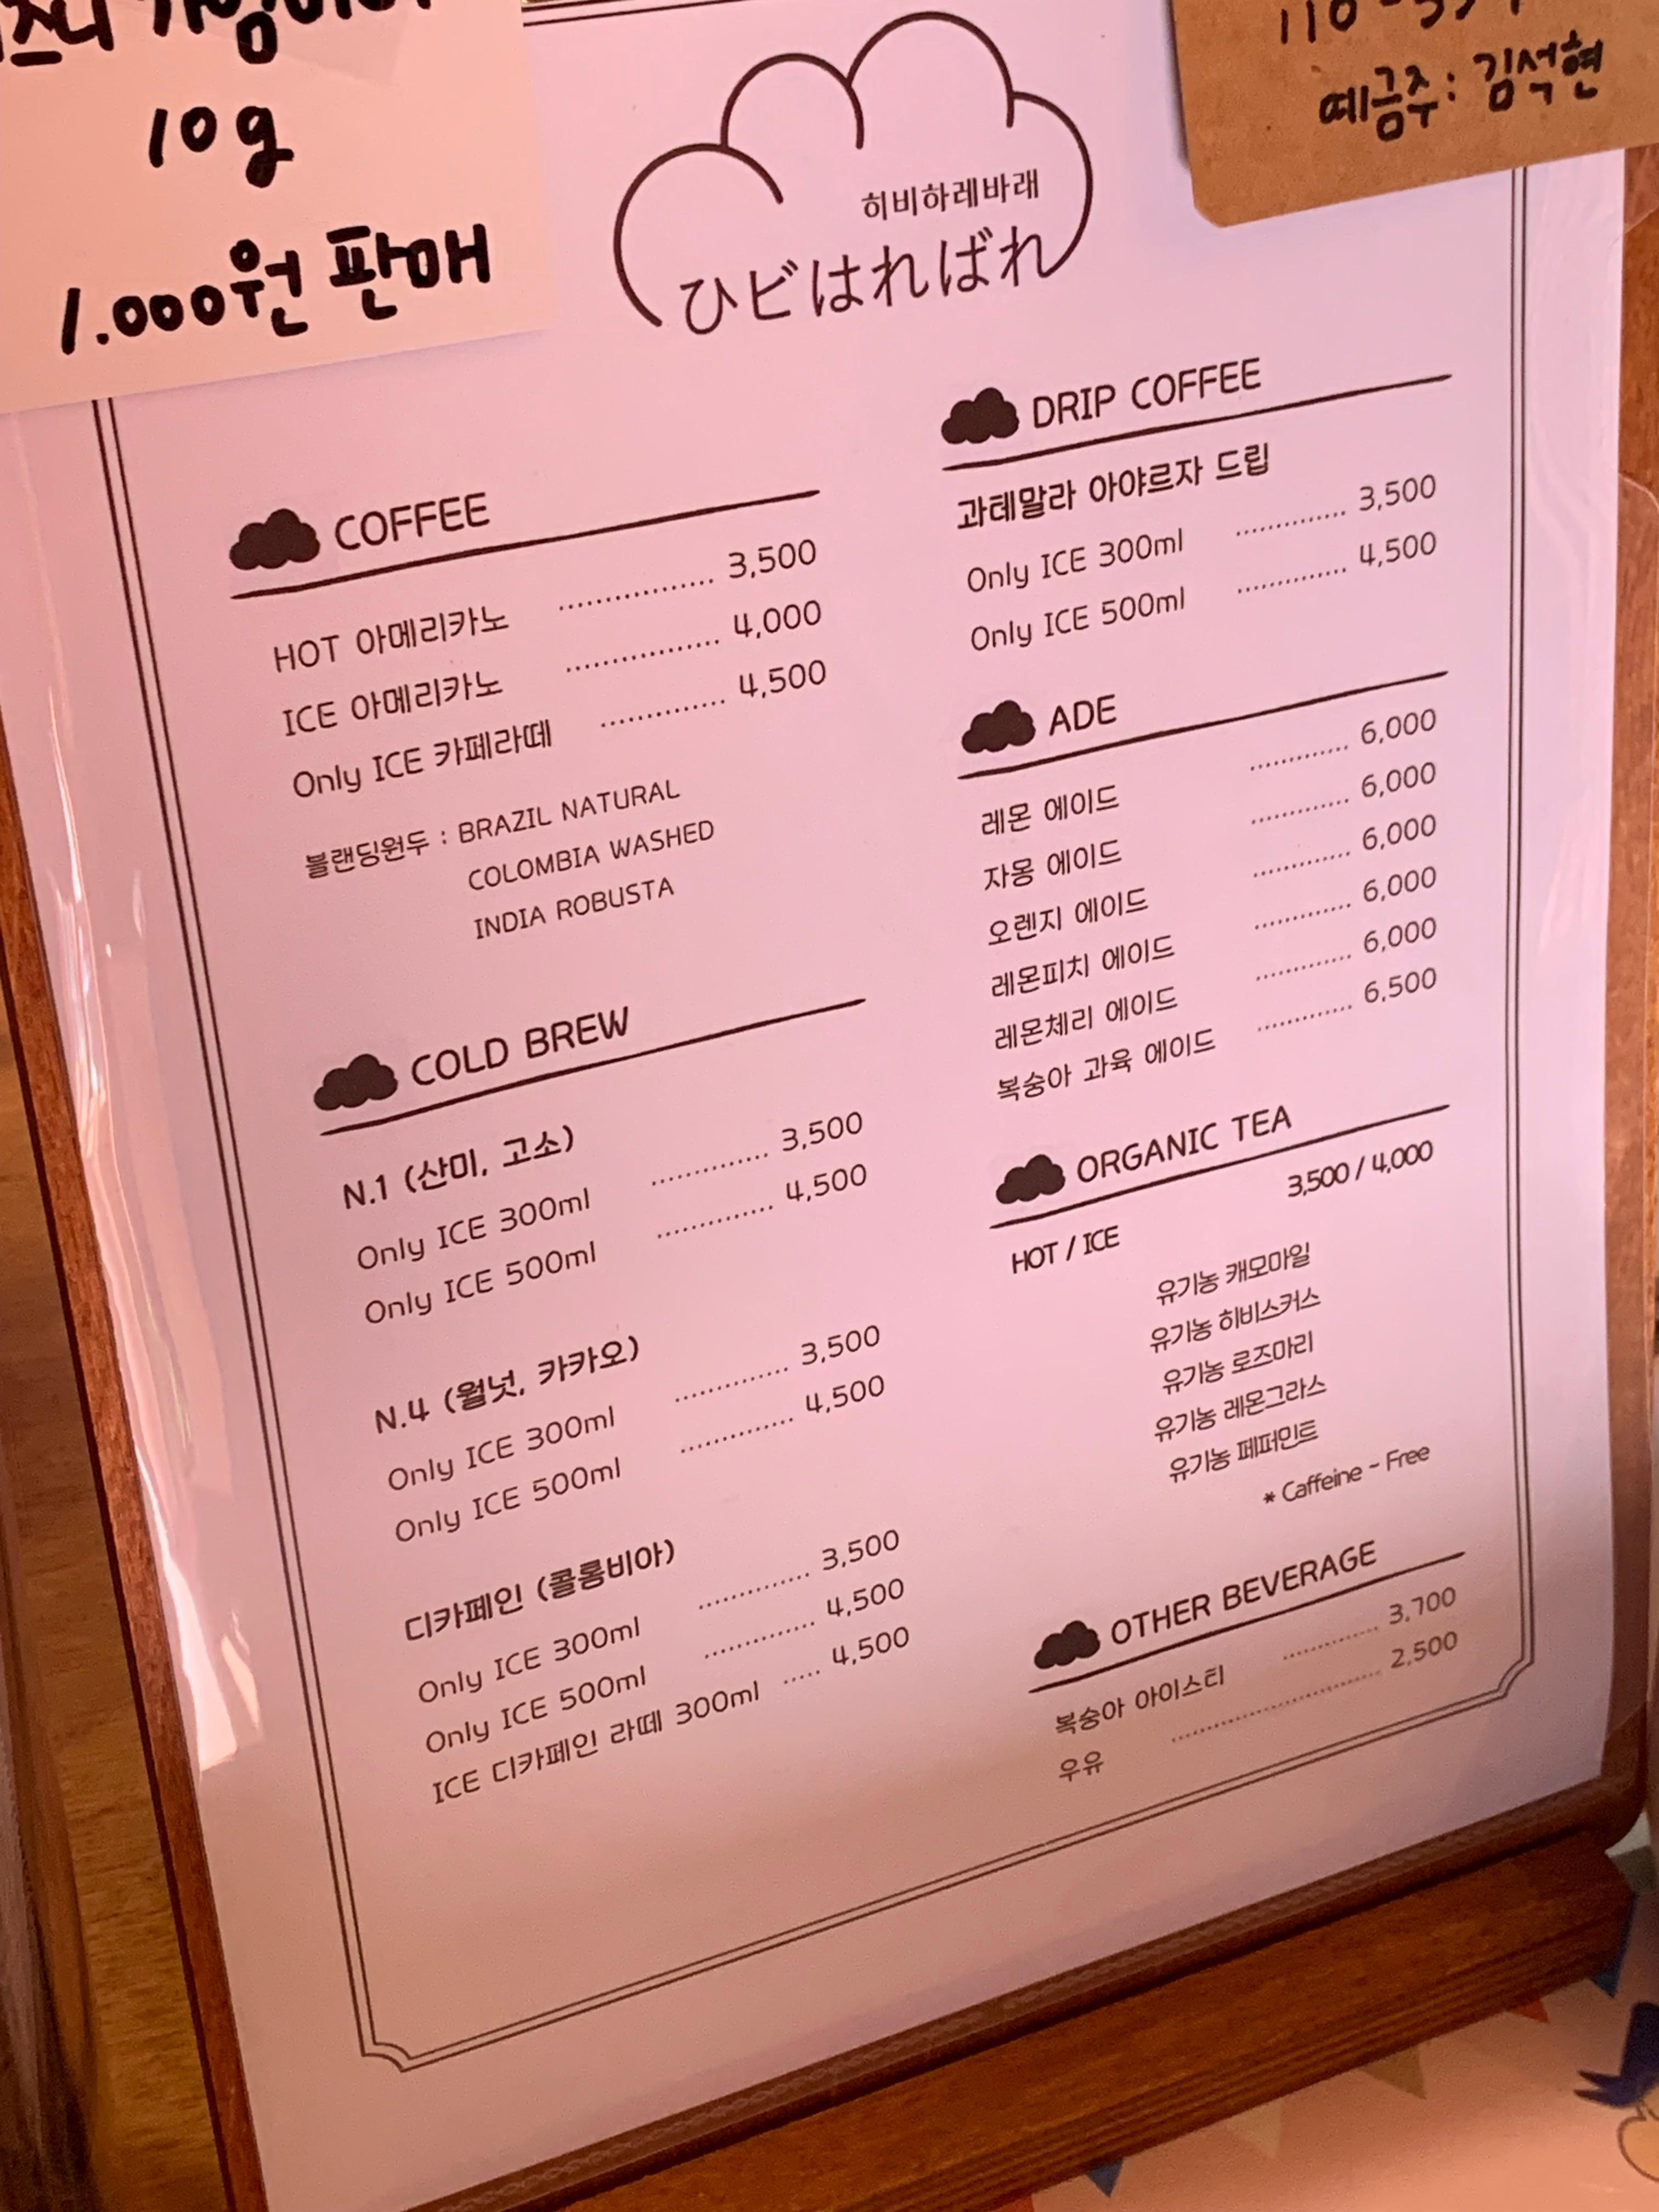 10g
1.000원 판매
예금주: 김석현
히비하레바래
ひビはればれ
COFFEE
HOT 아메리카노 3,500
ICE 아메리카노 4,000
Only ICE 카페라떼 4,500
블랜딩원두 : BRAZIL NATURAL
COLOMBIA WASHED
INDIA ROBUSTA
COLD BREW
N.1 (산미, 고소)
Only ICE 300ml 3,500
Only ICE 500ml 4,500
N.4 (월넛, 카카오)
Only ICE 300ml 3,500
Only ICE 500ml 4,500
디카페인 (콜롬비아)
Only ICE 300ml 3,500
Only ICE 500ml 4,500
ICE 디카페인 라떼 300ml 4,500
DRIP COFFEE
과테말라 아야르자 드립
Only ICE 300ml 3,500
Only ICE 500ml 4,500
ADE
레몬 에이드 6,000
자몽 에이드 6,000
오렌지 에이드 6,000
레몬피치 에이드 6,000
레몬체리 에이드 6,000
복숭아 과육 에이드 6,500
ORGANIC TEA
HOT / ICE 3,500 / 4,000
유기농 캐모마일
유기농 히비스커스
유기농 로즈마리
유기농 레몬그라스
유기농 페퍼민트
* Caffeine - Free
OTHER BEVERAGE
복숭아 아이스티 3,700
우유 2,500